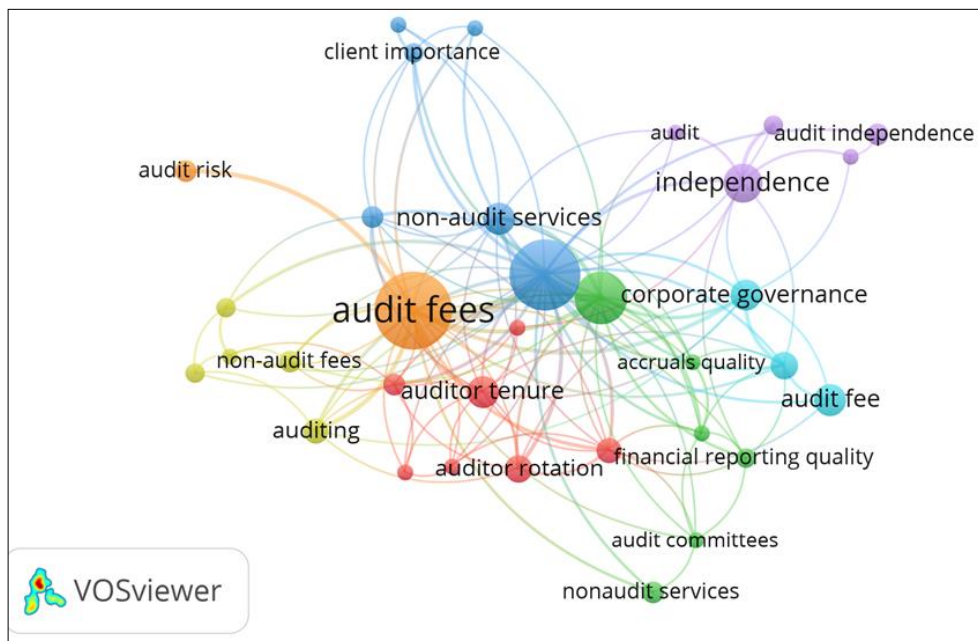 client importance
audit
audit independence
audit risk
independence
non-audit services
corporate governance
audit fees
non-audit fees
accruals quality
auditor tenure
audit fee
auditing
financial reporting quality
auditor rotation
audit committees
nonaudit services
VOSviewer